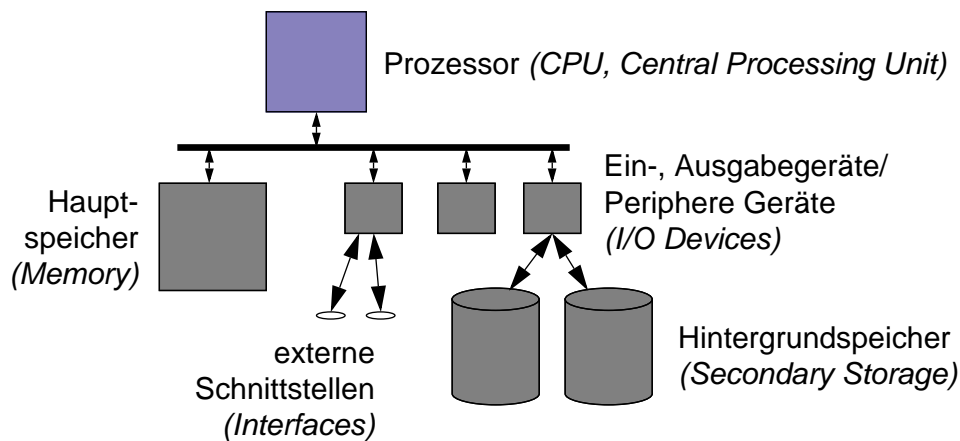 Prozessor (CPU, Central Processing Unit)
Haupt-
speicher
(Memory)
Ein-, Ausgabegeräte/
Periphere Geräte
(I/O Devices)
externe
Schnittstellen
(Interfaces)
Hintergrundspeicher
(Secondary Storage)